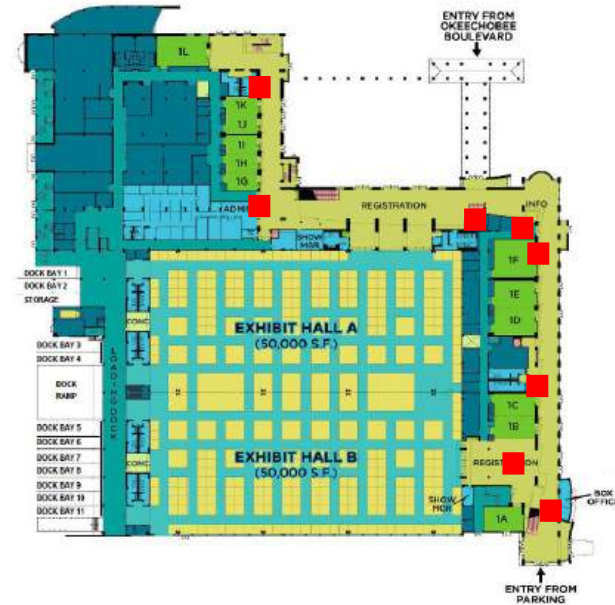 ENTRY FROM
OKEECHOBEE
BOULEVARD
1L
1K
1J
1I
1H
1G
ADMIN
REGISTRATION
INFO
SHOW
MGR
1F
DOCK BAY 1
DOCK BAY 2
STORAGE
1E
1D
CONC
EXHIBIT HALL A
(50,000 S.F.)
DOCK BAY 3
DOCK BAY 4
LOADING DOCK
DOCK
RAMP
1C
1B
DOCK BAY 5
DOCK BAY 6
DOCK BAY 7
DOCK BAY 8
DOCK BAY 9
DOCK BAY 10
DOCK BAY 11
CONC
EXHIBIT HALL B
(50,000 S.F.)
REGISTRATION
SHOW
MGR
BOX
OFFICE
1A
ENTRY FROM
PARKING